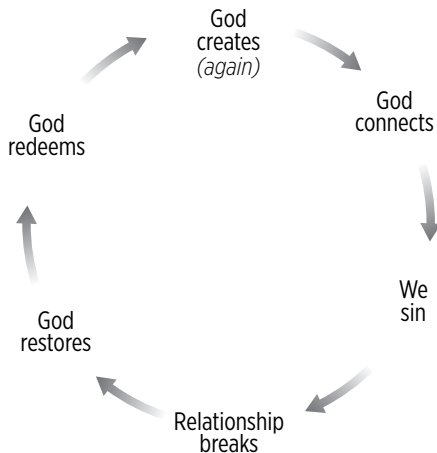 God
creates
(again)
God
connects
We
sin
Relationship
breaks
God
restores
God
redeems